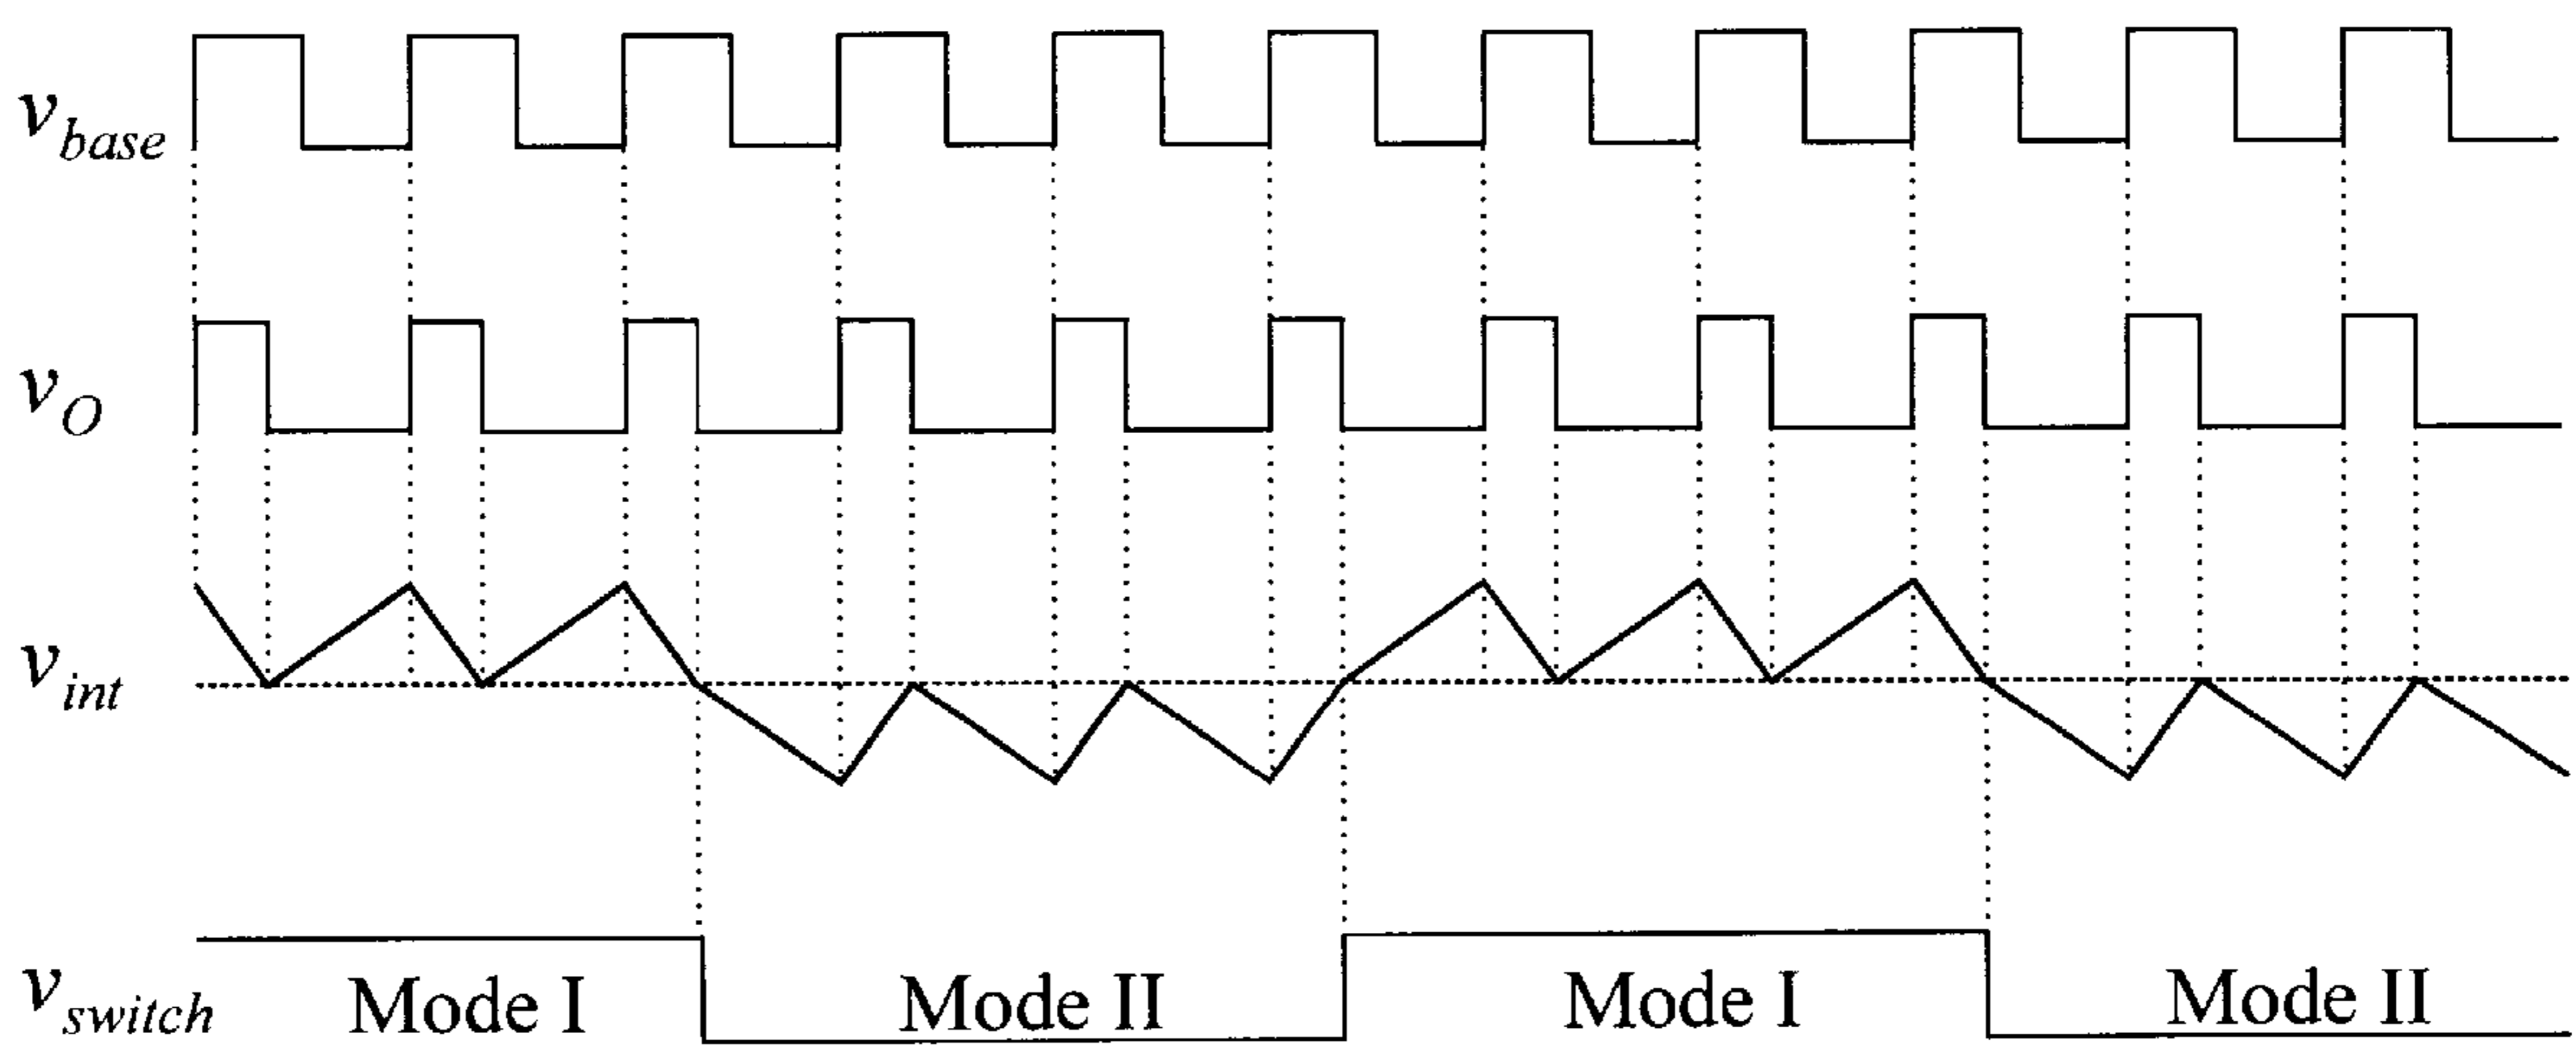 v_base
v_O
v_int
v_switch Mode I Mode II Mode I Mode II